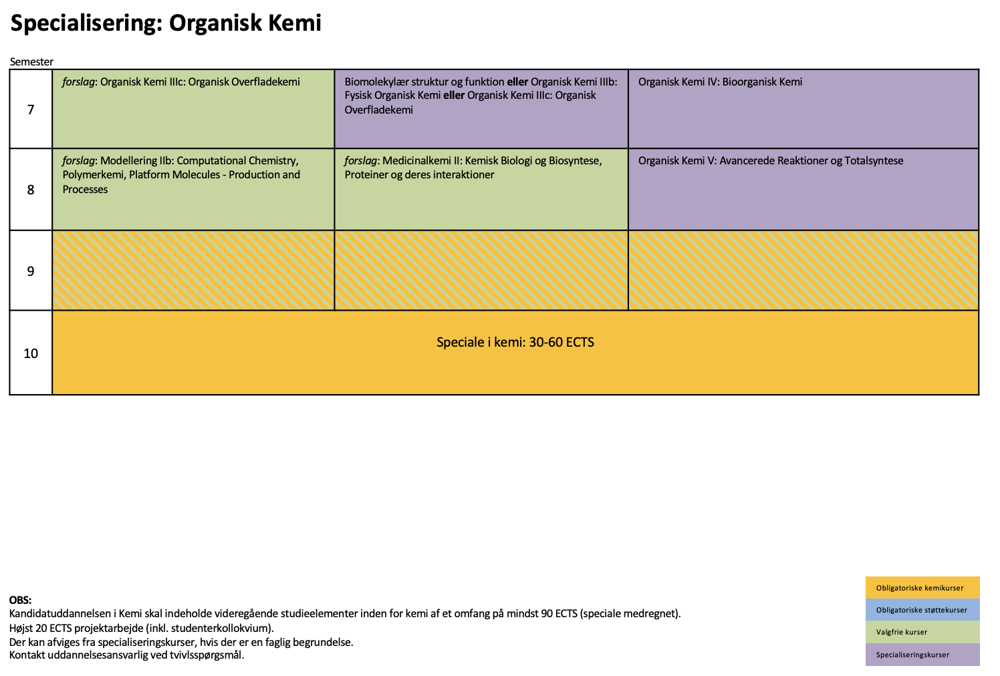 Specialisering: Organisk Kemi
Semester
7
forslag: Organisk Kemi IIIc: Organisk Overfladekemi
Biomolekylær struktur og funktion eller Organisk Kemi IIIb:
Fysisk Organisk Kemi eller Organisk Kemi IIIc: Organisk
Overfladekemi
Organisk Kemi IV: Bioorganisk Kemi
8
forslag: Modellering IIb: Computational Chemistry,
Polymerkemi, Platform Molecules - Production and
Processes
forslag: Medicinalkemi II: Kemisk Biologi og Biosyntese,
Proteiner og deres interaktioner
Organisk Kemi V: Avancerede Reaktioner og Totalsyntese
9
10
Speciale i kemi: 30-60 ECTS
OBS:
Kandidatuddannelsen i Kemi skal indeholde videregående studieelementer inden for kemi af et omfang på mindst 90 ECTS (speciale medregnet).
Højst 20 ECTS projektarbejde (inkl. studenterkollokvium).
Der kan afviges fra specialiseringskurser, hvis der er en faglig begrundelse.
Kontakt uddannelsesansvarlig ved tvivlsspørgsmål.
Obligatoriske kemikurser
Obligatoriske støttekurser
Valgfrie kurser
Specialiseringskurser